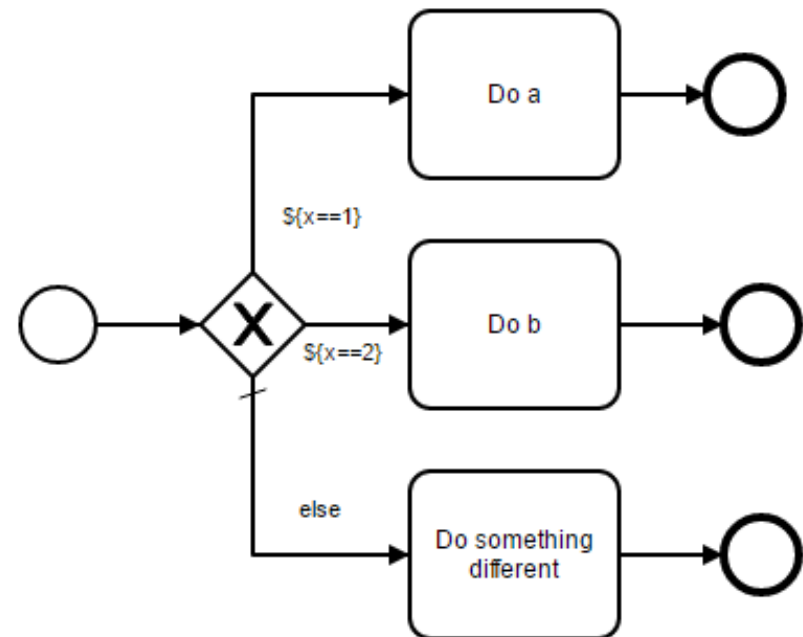 Do a
${x==1}
X
Do b
${x==2}
else
Do something
different